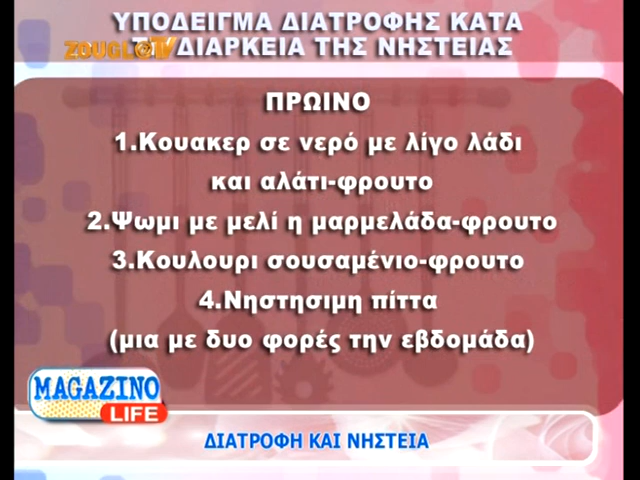 ΥΠΟΔΕΙΓΜΑ ΔΙΑΤΡΟΦΗΣ ΚΑΤΑ
ΔΙΑΡΚΕΙΑ ΤΗΣ ΝΗΣΤΕΙΑΣ
ZOUGL@TV
ΠΡΩΙΝΟ
1.Κουακερ σε νερό με λίγο λάδι
και αλάτι-φρουτο
2.Ψωμι με μελί η μαρμελάδα-φρουτο
3.Κουλουρι σουσαμένιο-φρουτο
4.Νηστησιμη πίττα
(μια με δυο φορές την εβδομάδα)
MAGAZINO
LIFE
ΔΙΑΤΡΟΦΗ ΚΑΙ ΝΗΣΤΕΙΑ